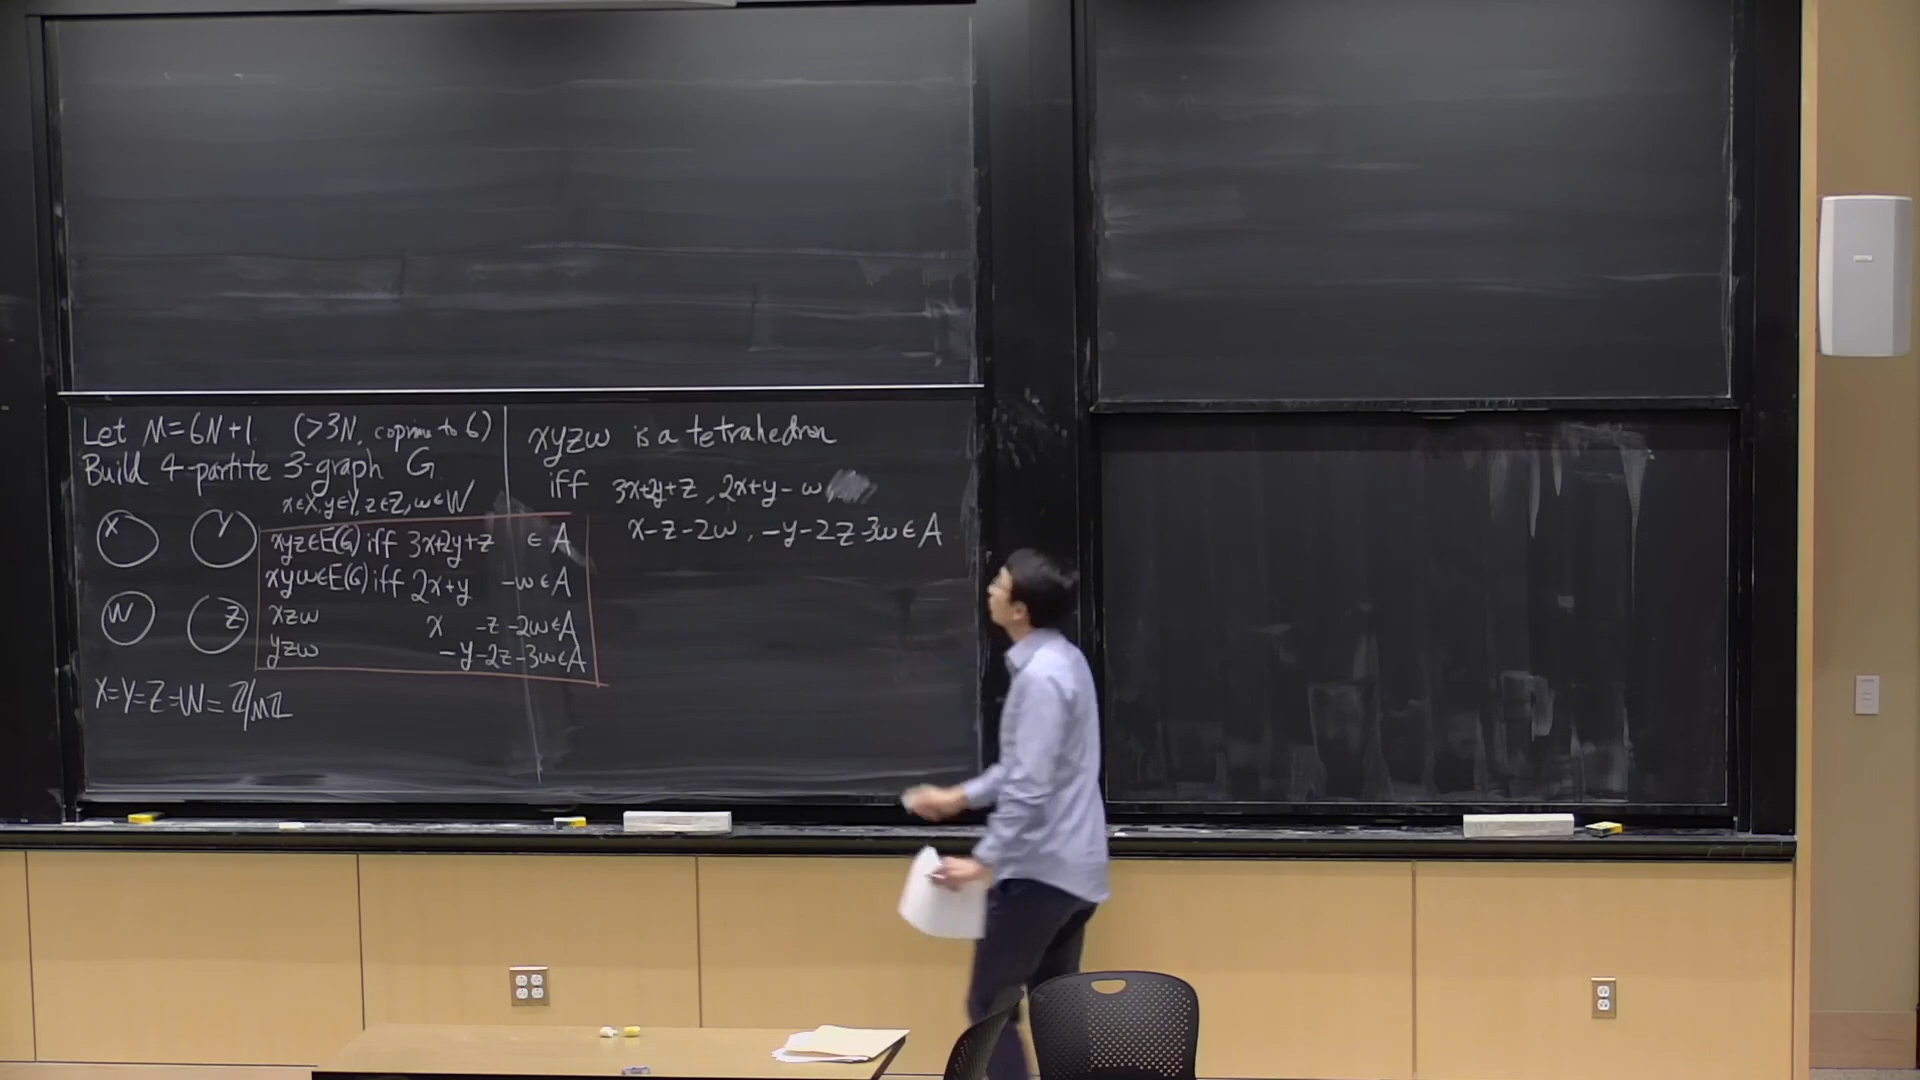 Let M=6N+1. (>3N, coprime to 6)
Build 4-partite 3-graph G
x∈X, y∈Y, z∈Z, w∈W
X Y
W Z
xyz∈E(G) iff 3x+2y+z ∈ A
xyw∈E(G) iff 2x+y -w ∈ A
xzw x -z -2w∈A
yzw -y-2z-3w∈A
X=Y=Z=W= ℤ/Mℤ
xyzw is a tetrahedron
iff 3x+2y+z, 2x+y-w,
x-z-2w, -y-2z-3w∈A